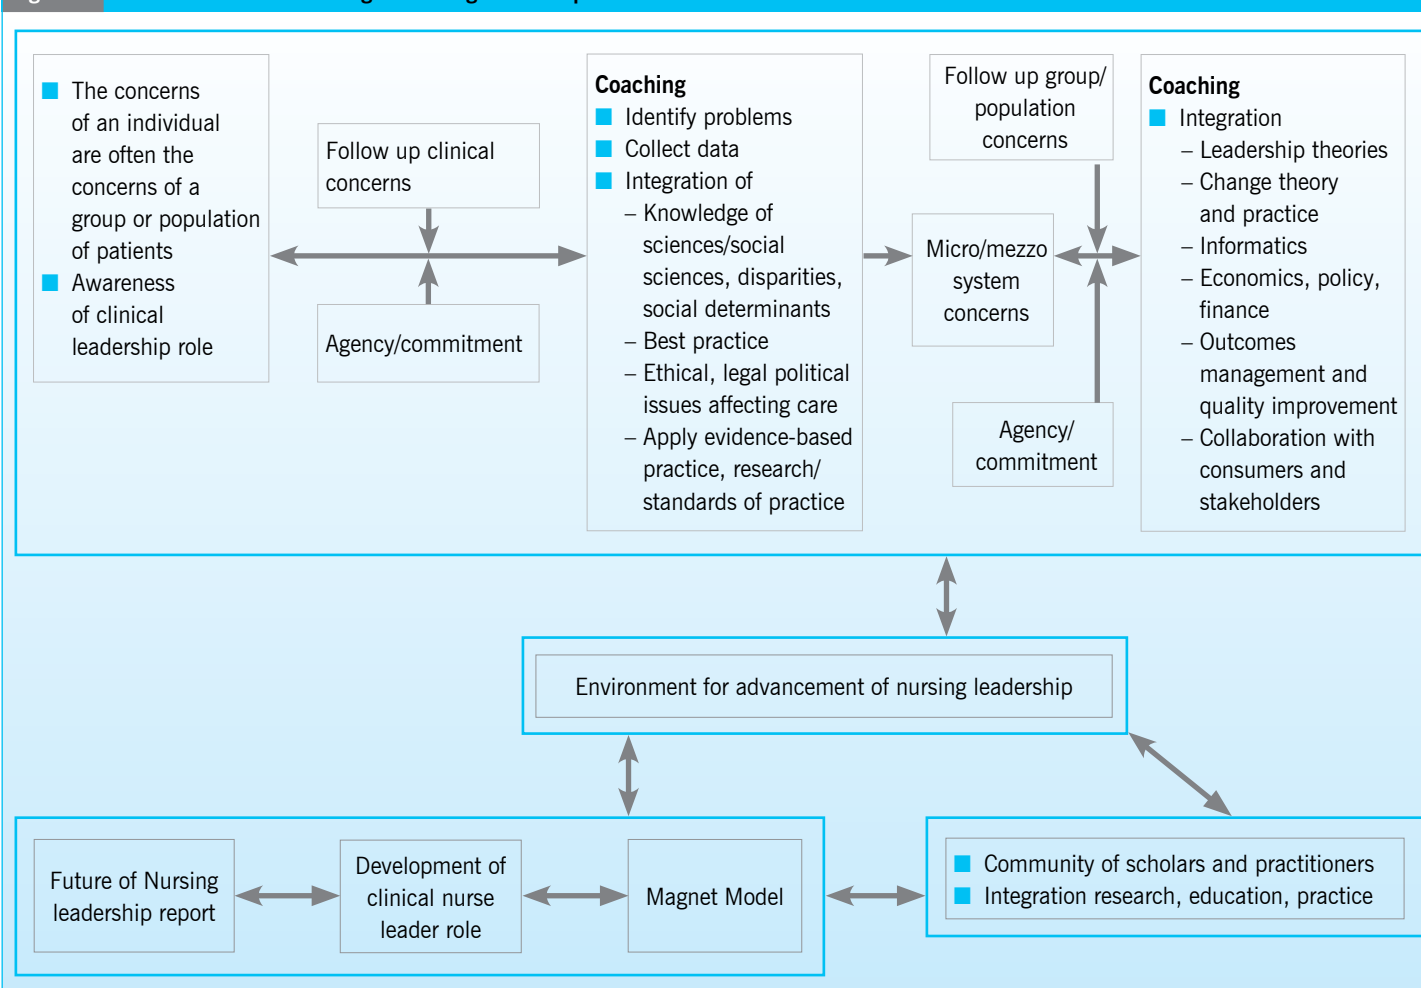 The concerns
of an individual
are often the
concerns of a
group or population
of patients
Awareness
of clinical
leadership role
Follow up clinical
concerns
Agency/commitment
Coaching
Identify problems
Collect data
Integration of
– Knowledge of
sciences/social
sciences, disparities,
social determinants
– Best practice
– Ethical, legal political
issues affecting care
– Apply evidence-based
practice, research/
standards of practice
Micro/mezzo
system
concerns
Follow up group/
population
concerns
Agency/
commitment
Coaching
Integration
– Leadership theories
– Change theory
and practice
– Informatics
– Economics, policy,
finance
– Outcomes
management and
quality improvement
– Collaboration with
consumers and
stakeholders
Environment for advancement of nursing leadership
Future of Nursing
leadership report
Development of
clinical nurse
leader role
Magnet Model
Community of scholars and practitioners
Integration research, education, practice